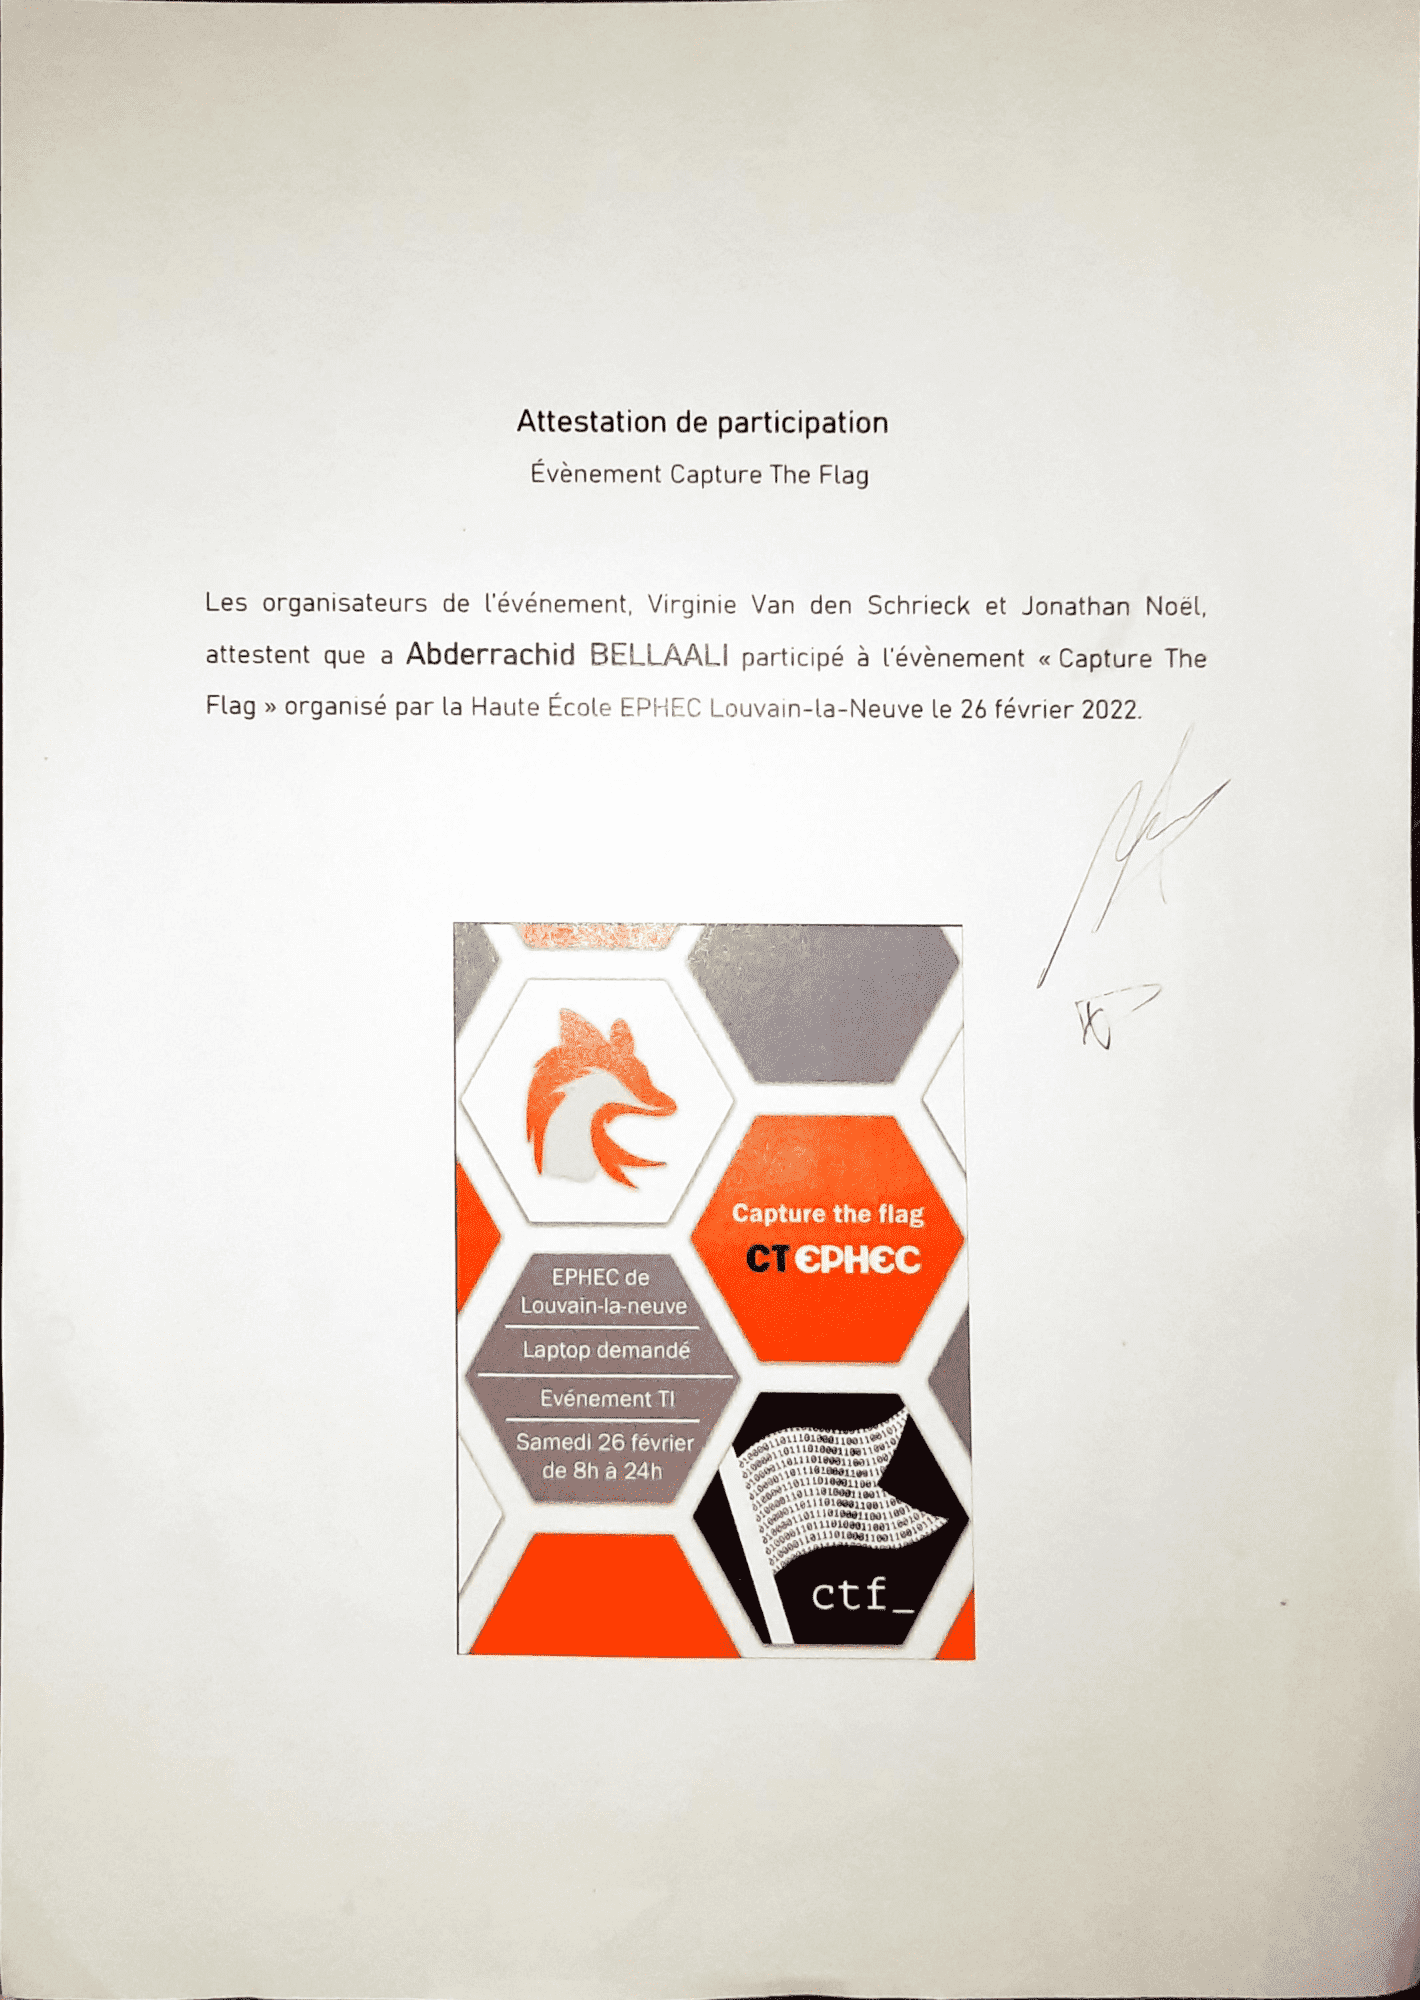 Attestation de participation
Évènement Capture The Flag
Les organisateurs de l'événement, Virginie Van den Schrieck et Jonathan Noël,
attestent que a Abderrachid BELLAALI participé à l'évènement « Capture The
Flag » organisé par la Haute École EPHEC Louvain-la-Neuve le 26 février 2022.
Capture the flag
CTEPHEC
EPHEC de
Louvain-la-neuve
Laptop demandé
Evénement TI
Samedi 26 février
de 8h à 24h
ctf_